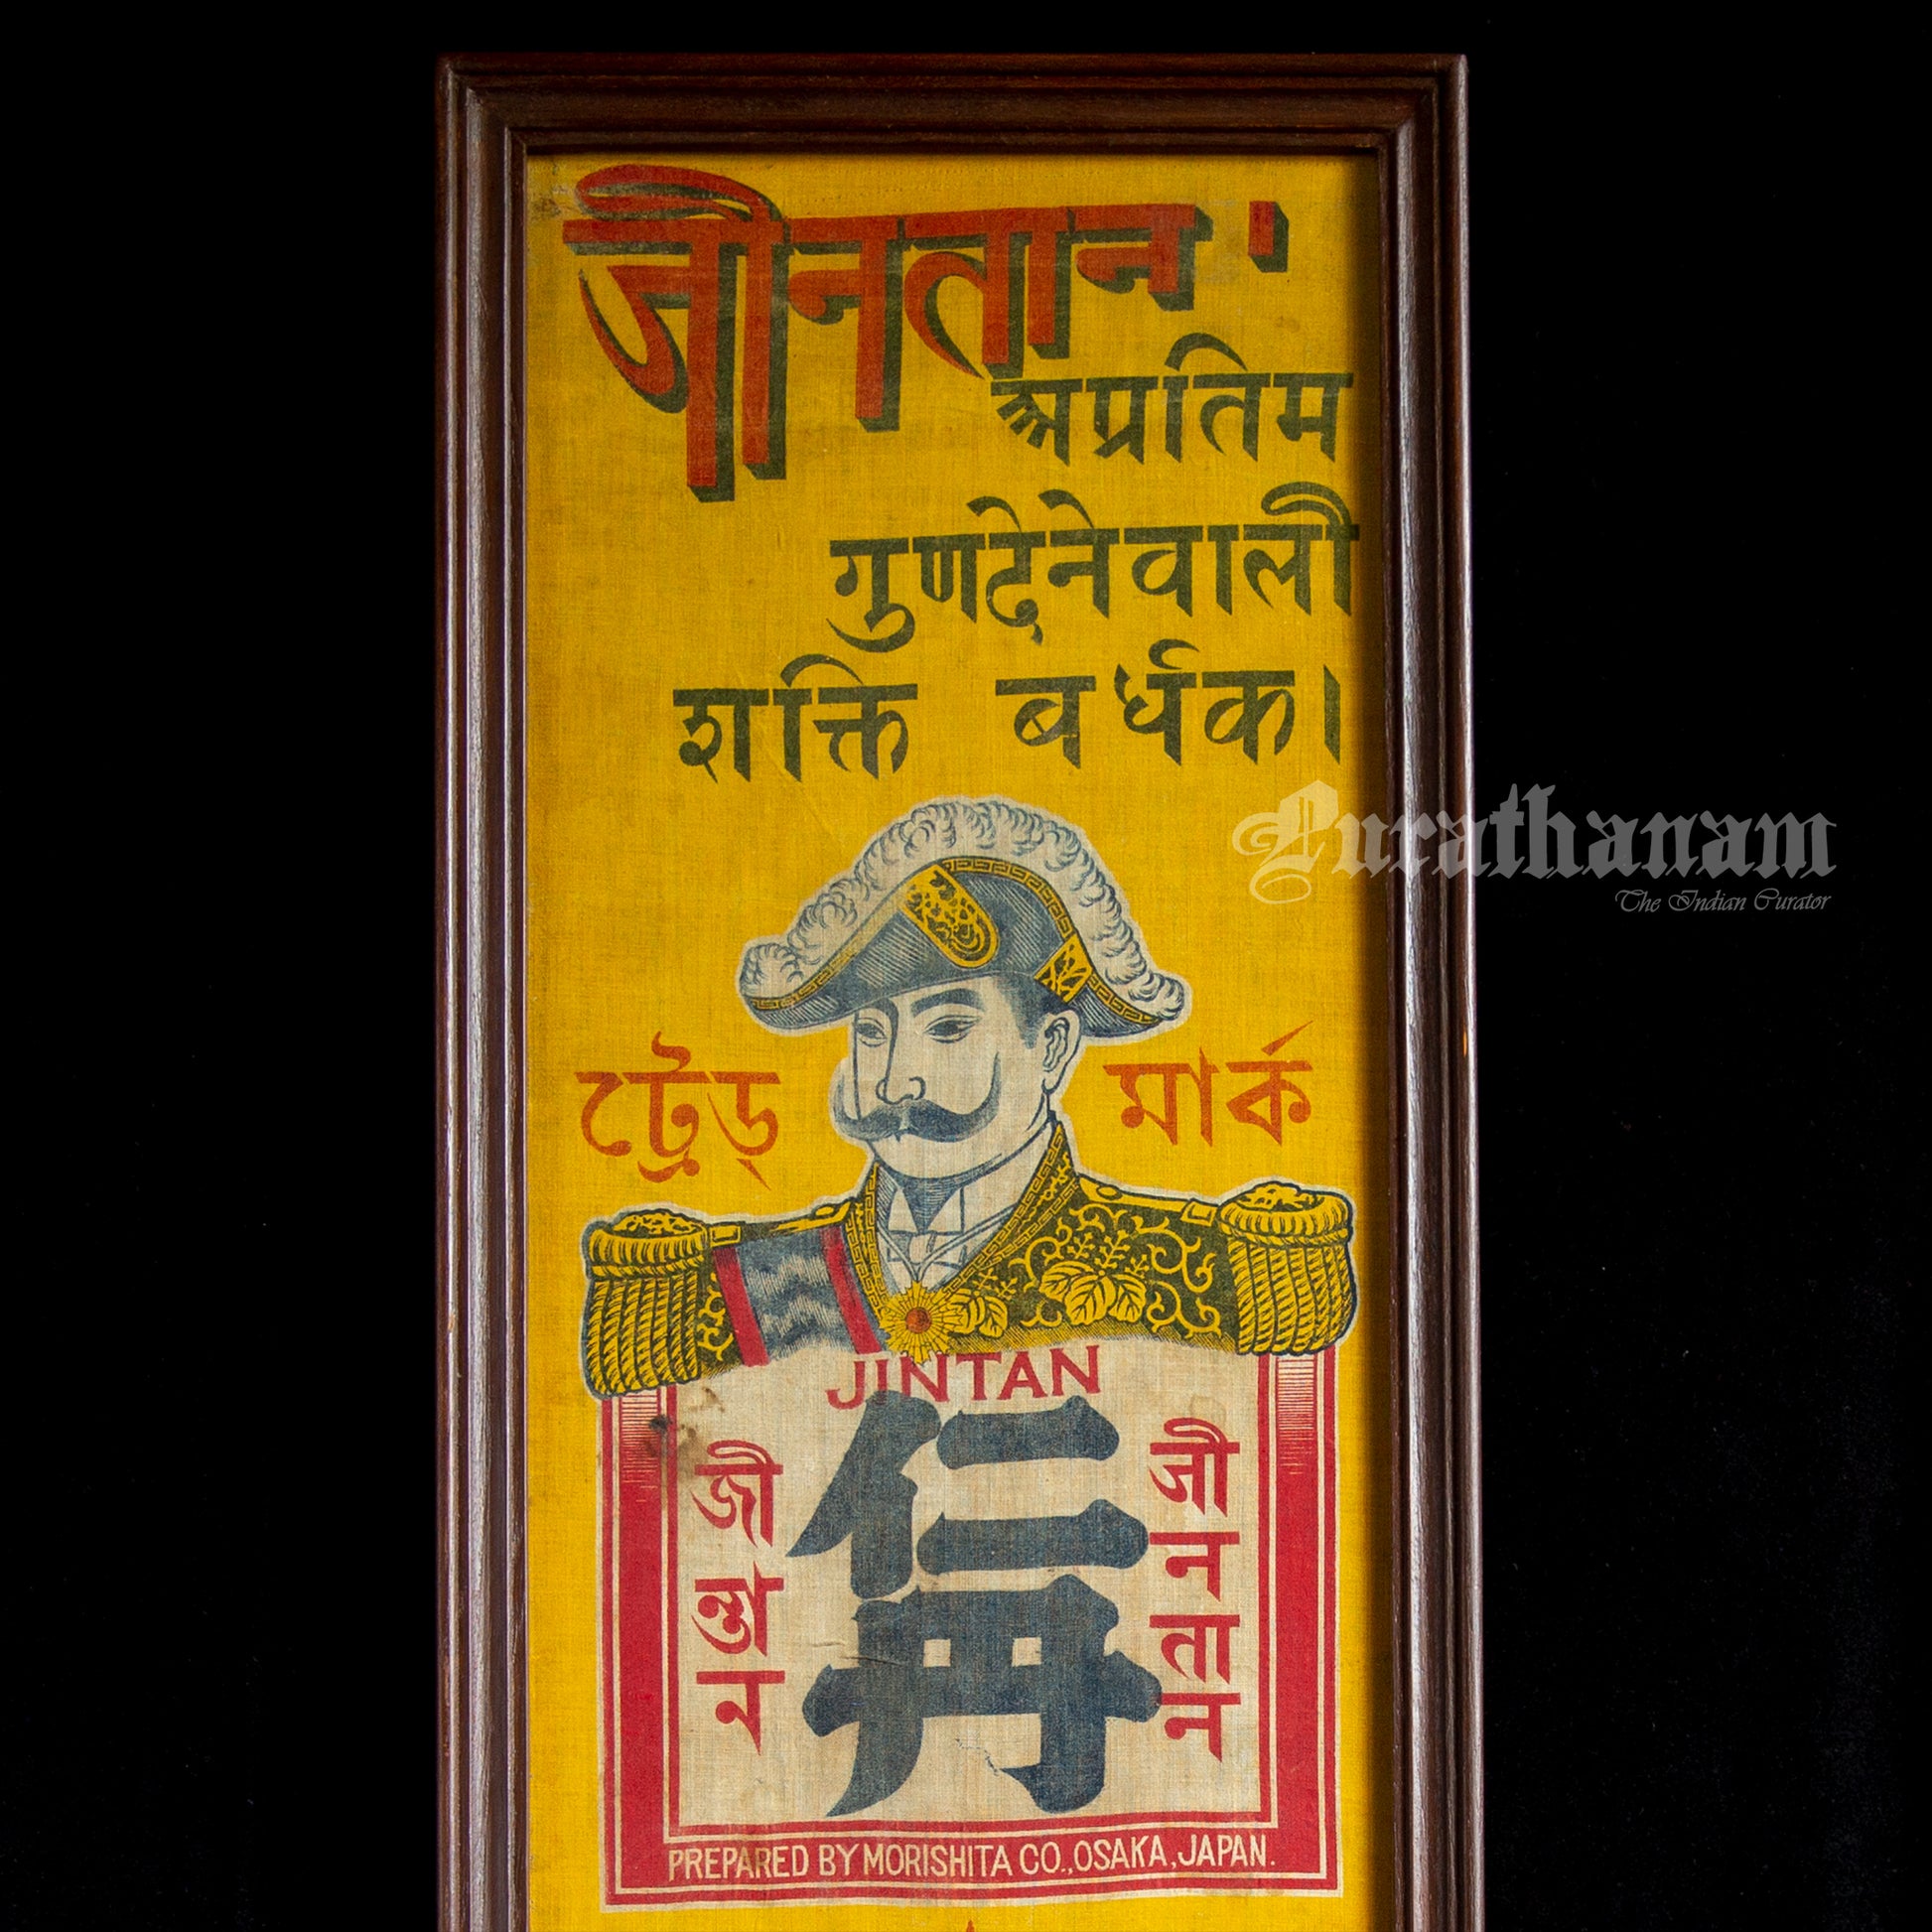 जीनतान'
अप्रतिम
गुणदेनेवाली
शक्ति बर्धक।
Purathanam
The Indian Curator
ট্রেড্ মার্ক
JINTAN
仁丹
জীন্তান
जीनतान
PREPARED BY MORISHITA CO., OSAKA, JAPAN.